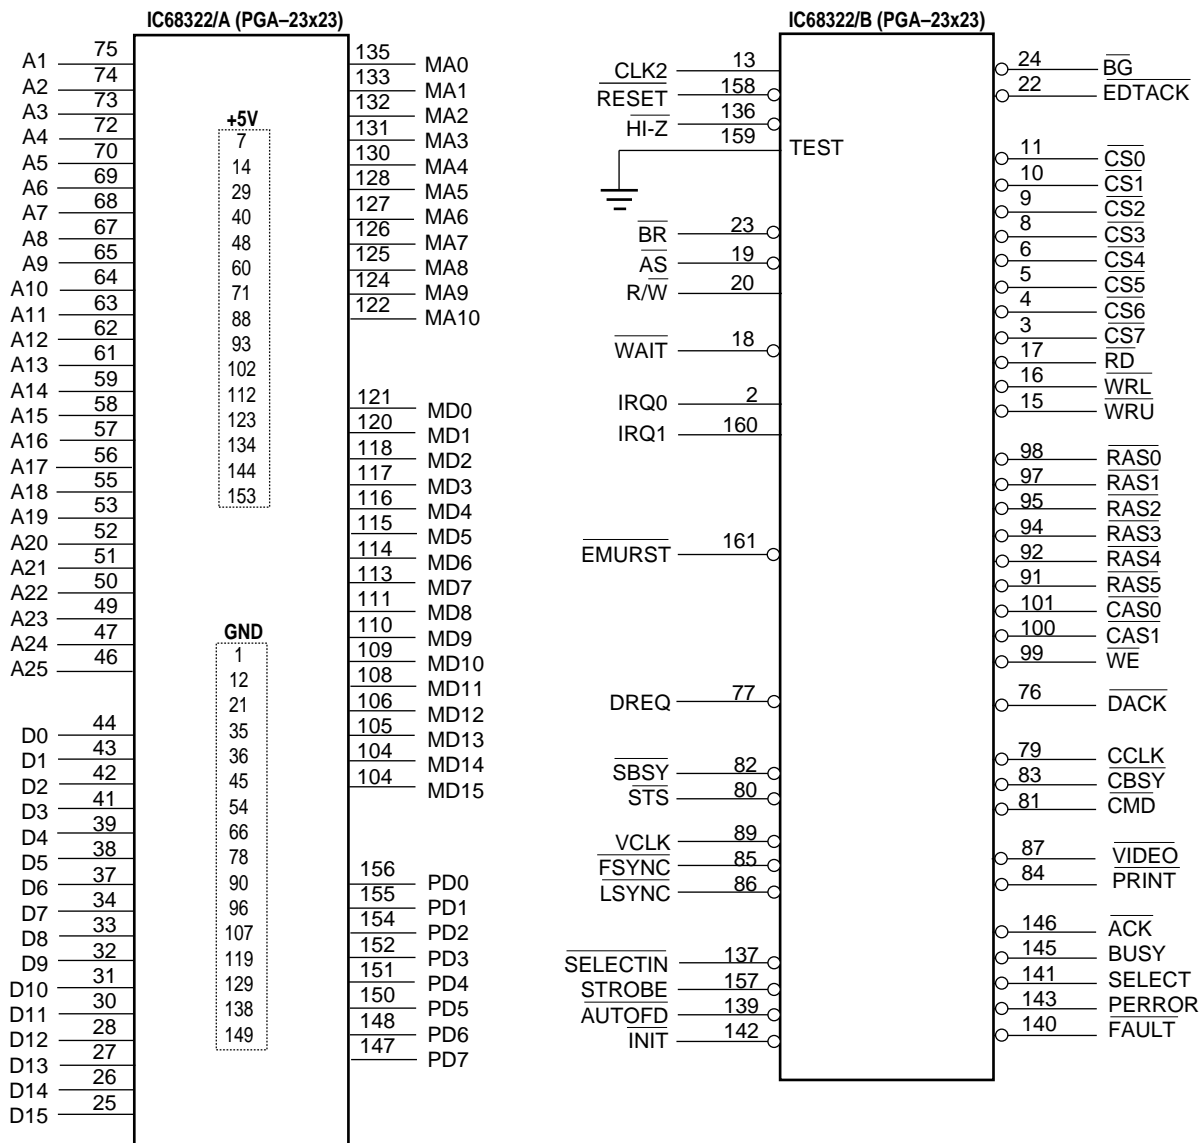 IC68322/A (PGA–23x23)
A1 75
A2 74
A3 73
A4 72
A5 70
A6 69
A7 68
A8 67
A9 65
A10 64
A11 63
A12 62
A13 61
A14 59
A15 58
A16 57
A17 56
A18 55
A19 53
A20 52
A21 51
A22 50
A23 49
A24 47
A25 46
D0 44
D1 43
D2 42
D3 41
D4 39
D5 38
D6 37
D7 34
D8 33
D9 32
D10 31
D11 30
D12 28
D13 27
D14 26
D15 25
+5V
7
14
29
40
48
60
71
88
93
102
112
123
134
144
153
GND
1
12
21
35
36
45
54
66
78
90
96
107
119
129
138
149
135 MA0
133 MA1
132 MA2
131 MA3
130 MA4
128 MA5
127 MA6
126 MA7
125 MA8
124 MA9
122 MA10
121 MD0
120 MD1
118 MD2
117 MD3
116 MD4
115 MD5
114 MD6
113 MD7
111 MD8
110 MD9
109 MD10
108 MD11
106 MD12
105 MD13
104 MD14
104 MD15
156 PD0
155 PD1
154 PD2
152 PD3
151 PD4
150 PD5
148 PD6
147 PD7
IC68322/B (PGA–23x23)
CLK2 13
RESET 158
HI-Z 136
159 TEST
BR 23
AS 19
R/W 20
WAIT 18
IRQ0 2
IRQ1 160
EMURST 161
DREQ 77
SBSY 82
STS 80
VCLK 89
FSYNC 85
LSYNC 86
SELECTIN 137
STROBE 157
AUTOFD 139
INIT 142
24 BG
22 EDTACK
11 CS0
10 CS1
9 CS2
8 CS3
6 CS4
5 CS5
4 CS6
3 CS7
17 RD
16 WRL
15 WRU
98 RAS0
97 RAS1
95 RAS2
94 RAS3
92 RAS4
91 RAS5
101 CAS0
100 CAS1
99 WE
76 DACK
79 CCLK
83 CBSY
81 CMD
87 VIDEO
84 PRINT
146 ACK
145 BUSY
141 SELECT
143 PERROR
140 FAULT